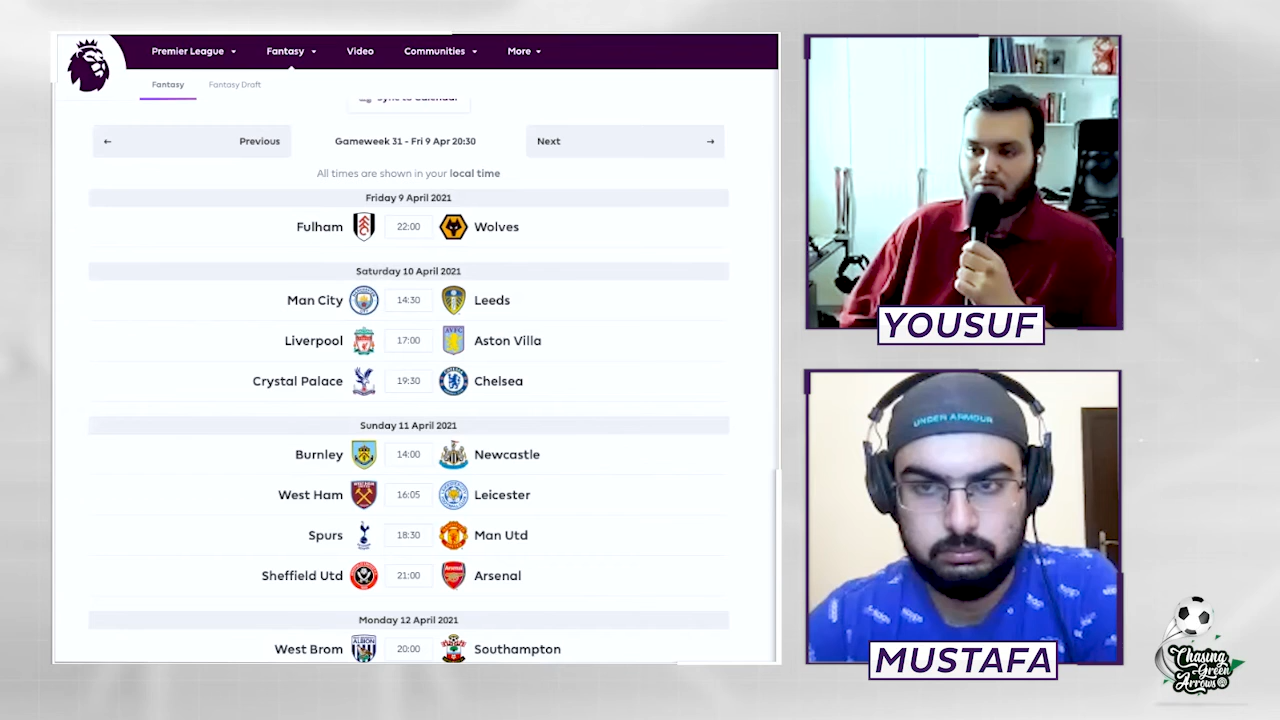 Premier League
Fantasy
Video
Communities
More
Fantasy
Fantasy Draft
Sync to Calendar
Previous
Gameweek 31 - Fri 9 Apr 20:30
Next
All times are shown in your local time
Friday 9 April 2021
Fulham 22:00 Wolves
Saturday 10 April 2021
Man City 14:30 Leeds
Liverpool 17:00 Aston Villa
Crystal Palace 19:30 Chelsea
Sunday 11 April 2021
Burnley 14:00 Newcastle
West Ham 16:05 Leicester
Spurs 18:30 Man Utd
Sheffield Utd 21:00 Arsenal
Monday 12 April 2021
West Brom 20:00 Southampton
YOUSUF
UNDER ARMOUR
MUSTAFA
Chasing
Green
Arrows